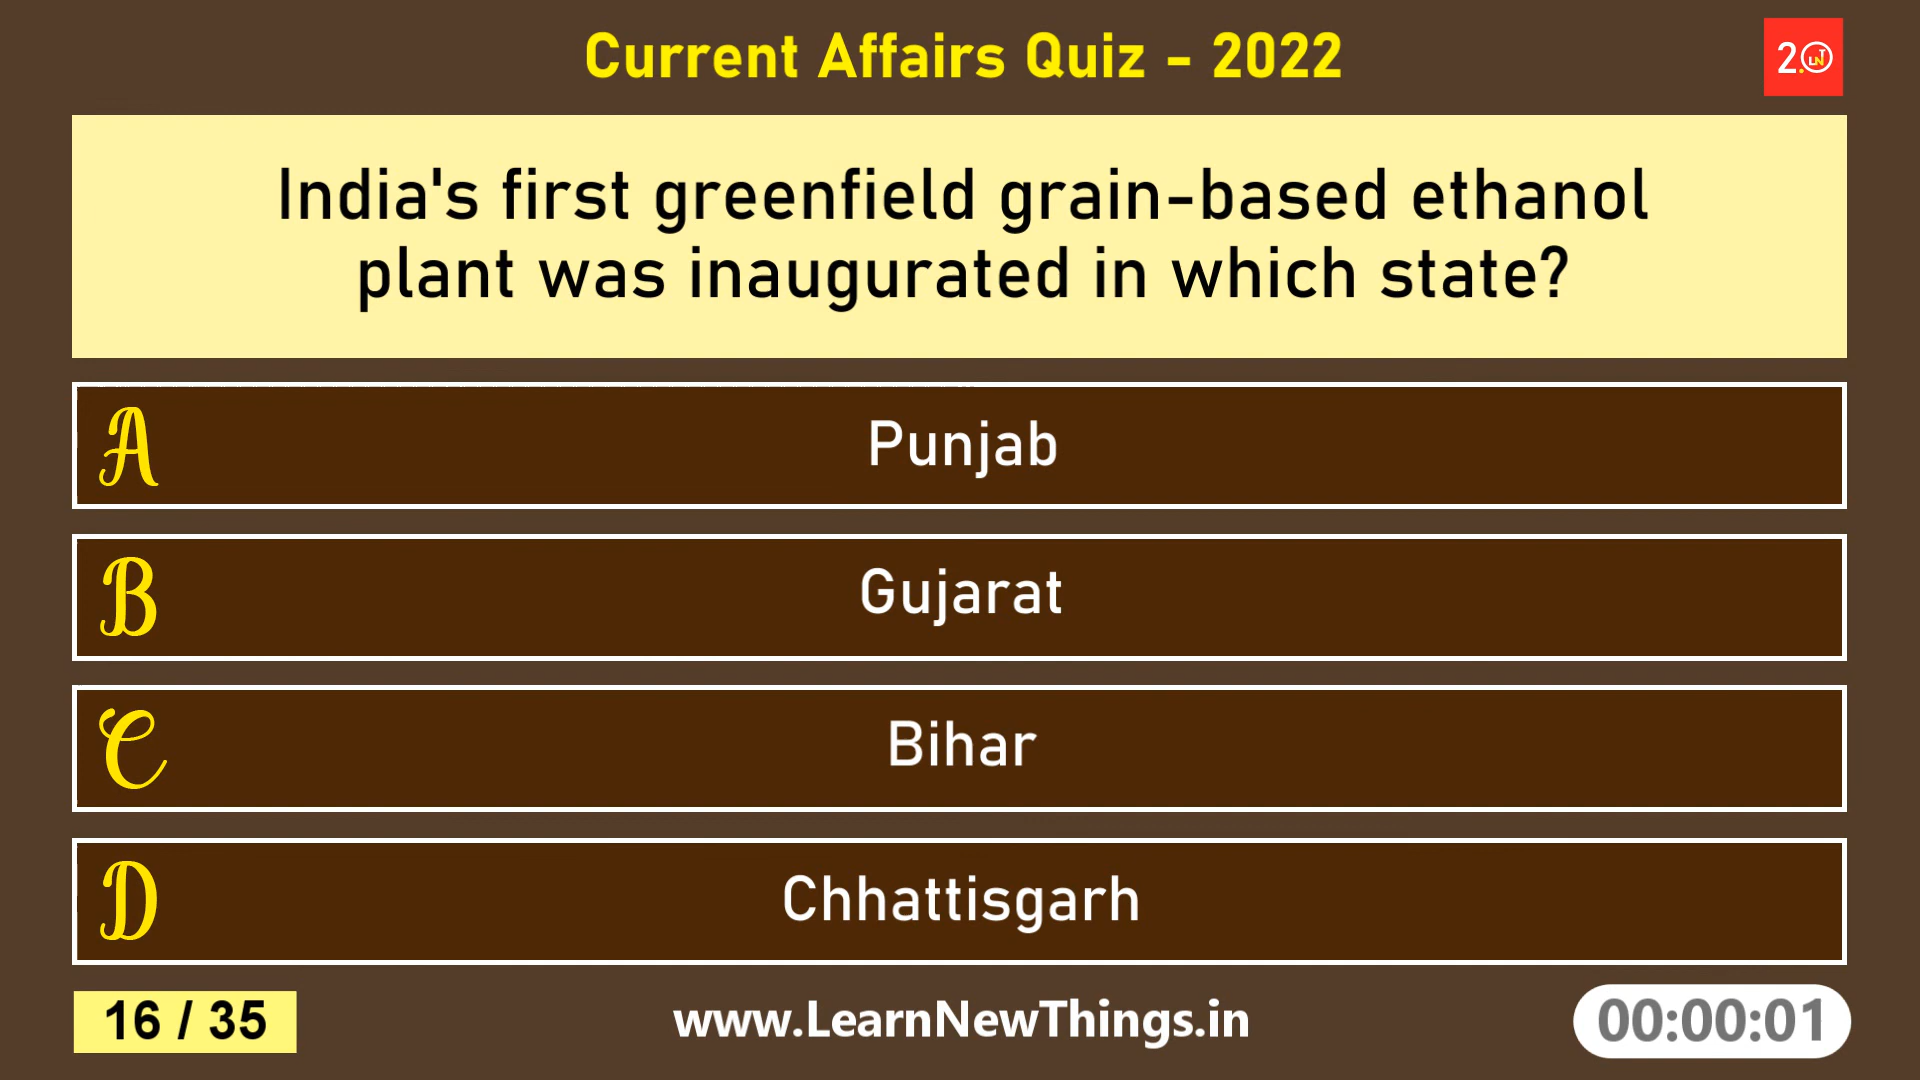 Current Affairs Quiz - 2022
2.LNT
India's first greenfield grain-based ethanol
plant was inaugurated in which state?
A Punjab
B Gujarat
C Bihar
D Chhattisgarh
16 / 35
www.LearnNewThings.in
00:00:01